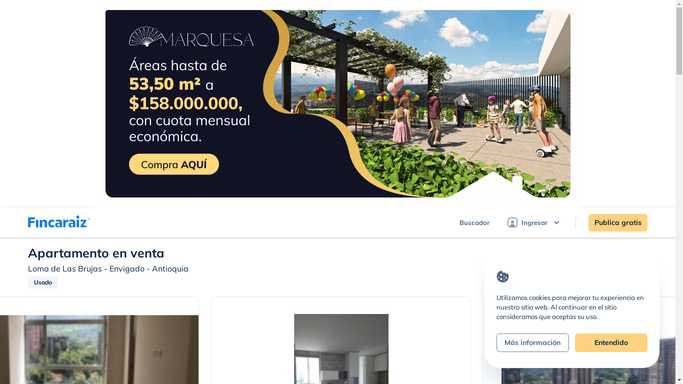 MARQUESA
Áreas hasta de
53,50 m² a
$158.000.000,
con cuota mensual
económica.
Compra AQUÍ
Fincaraiz
Buscador
Ingresar
Publica gratis
Apartamento en venta
Loma de Las Brujas - Envigado - Antioquia
Usado
Utilizamos cookies para mejorar tu experiencia en
nuestro sitio web. Al continuar en el sitio
consideramos que aceptas su uso.
Más información
Entendido